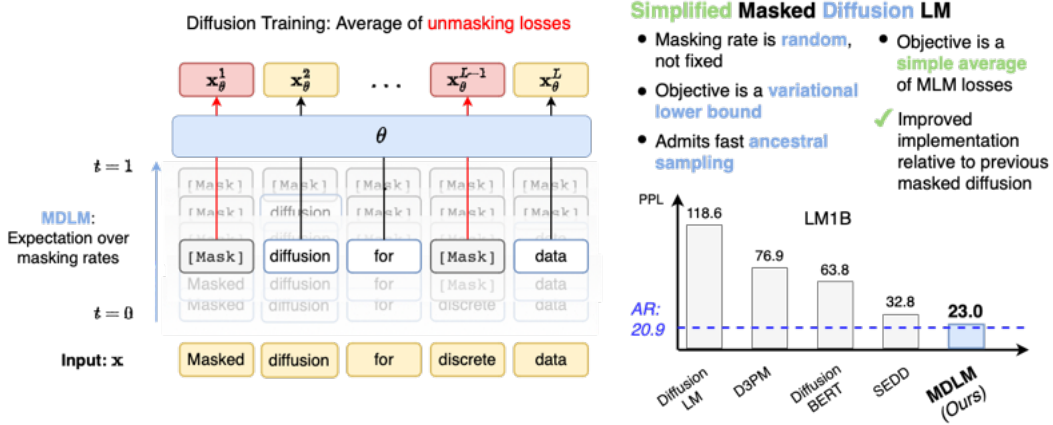 Diffusion Training: Average of unmasking losses
x_θ^1 x_θ^2 ... x_θ^{L-1} x_θ^L
θ
t = 1
[Mask] [Mask] [Mask] [Mask] [Mask]
[Mask] diffusion [Mask] [Mask]
MDLM:
Expectation over
masking rates
[Mask] diffusion for [Mask] data
Masked diffusion for [Mask] data
t = 0
Masked diffusion for discrete data
Input: x
Masked diffusion for discrete data
Simplified Masked Diffusion LM
• Masking rate is random,
not fixed
• Objective is a variational
lower bound
• Admits fast ancestral
sampling
• Objective is a
simple average
of MLM losses
✓ Improved
implementation
relative to previous
masked diffusion
PPL
LM1B
118.6
76.9
63.8
32.8
23.0
AR:
20.9
Diffusion
LM
D3PM
Diffusion
BERT
SEDD
MDLM
(Ours)